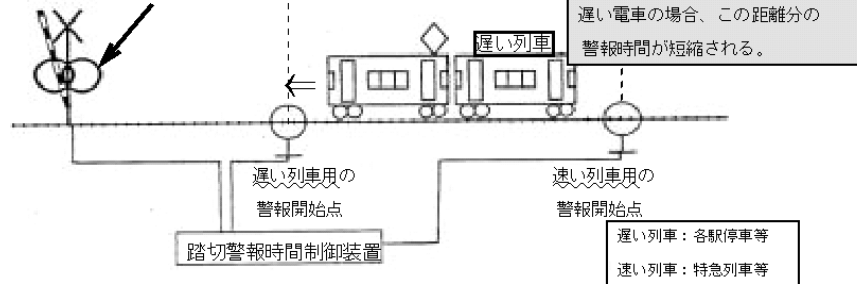 遅い電車の場合、この距離分の
警報時間が短縮される。
遅い列車
遅い列車用の
警報開始点
速い列車用の
警報開始点
踏切警報時間制御装置
遅い列車：各駅停車等
速い列車：特急列車等